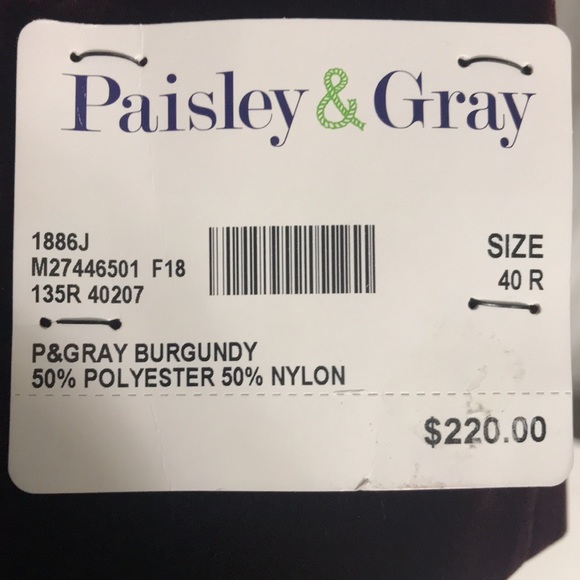 Paisley & Gray
1886J
M27446501 F18
135R 40207
SIZE
40 R
P&GRAY BURGUNDY
50% POLYESTER 50% NYLON
$220.00